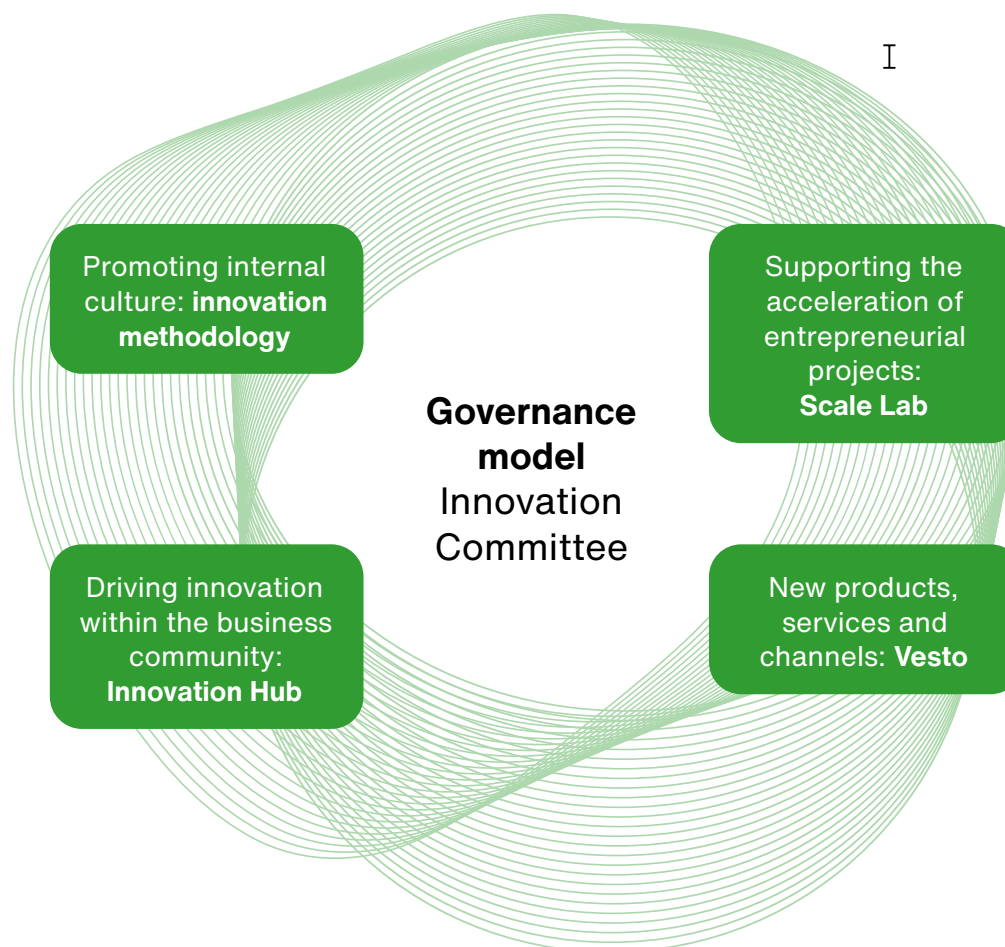 Promoting internal
culture: innovation
methodology
Supporting the
acceleration of
entrepreneurial
projects:
Scale Lab
Governance
model
Innovation
Committee
Driving innovation
within the business
community:
Innovation Hub
New products,
services and
channels: Vesto